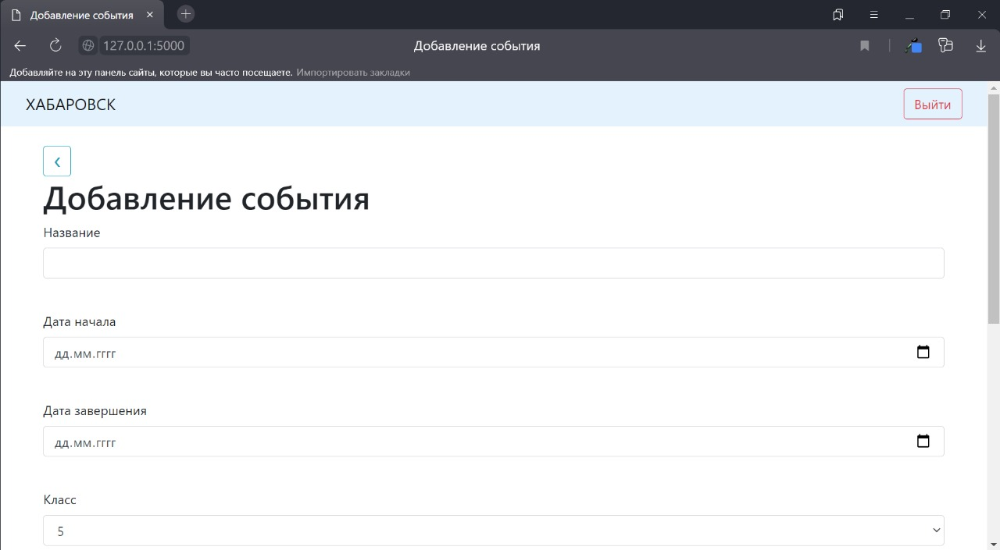 Добавление события
127.0.0.1:5000
Добавление события
Добавляйте на эту панель сайты, которые вы часто посещаете. Импортировать закладки
ХАБАРОВСК
Выйти
Добавление события
Название
Дата начала
дд.мм.гггг
Дата завершения
дд.мм.гггг
Класс
5